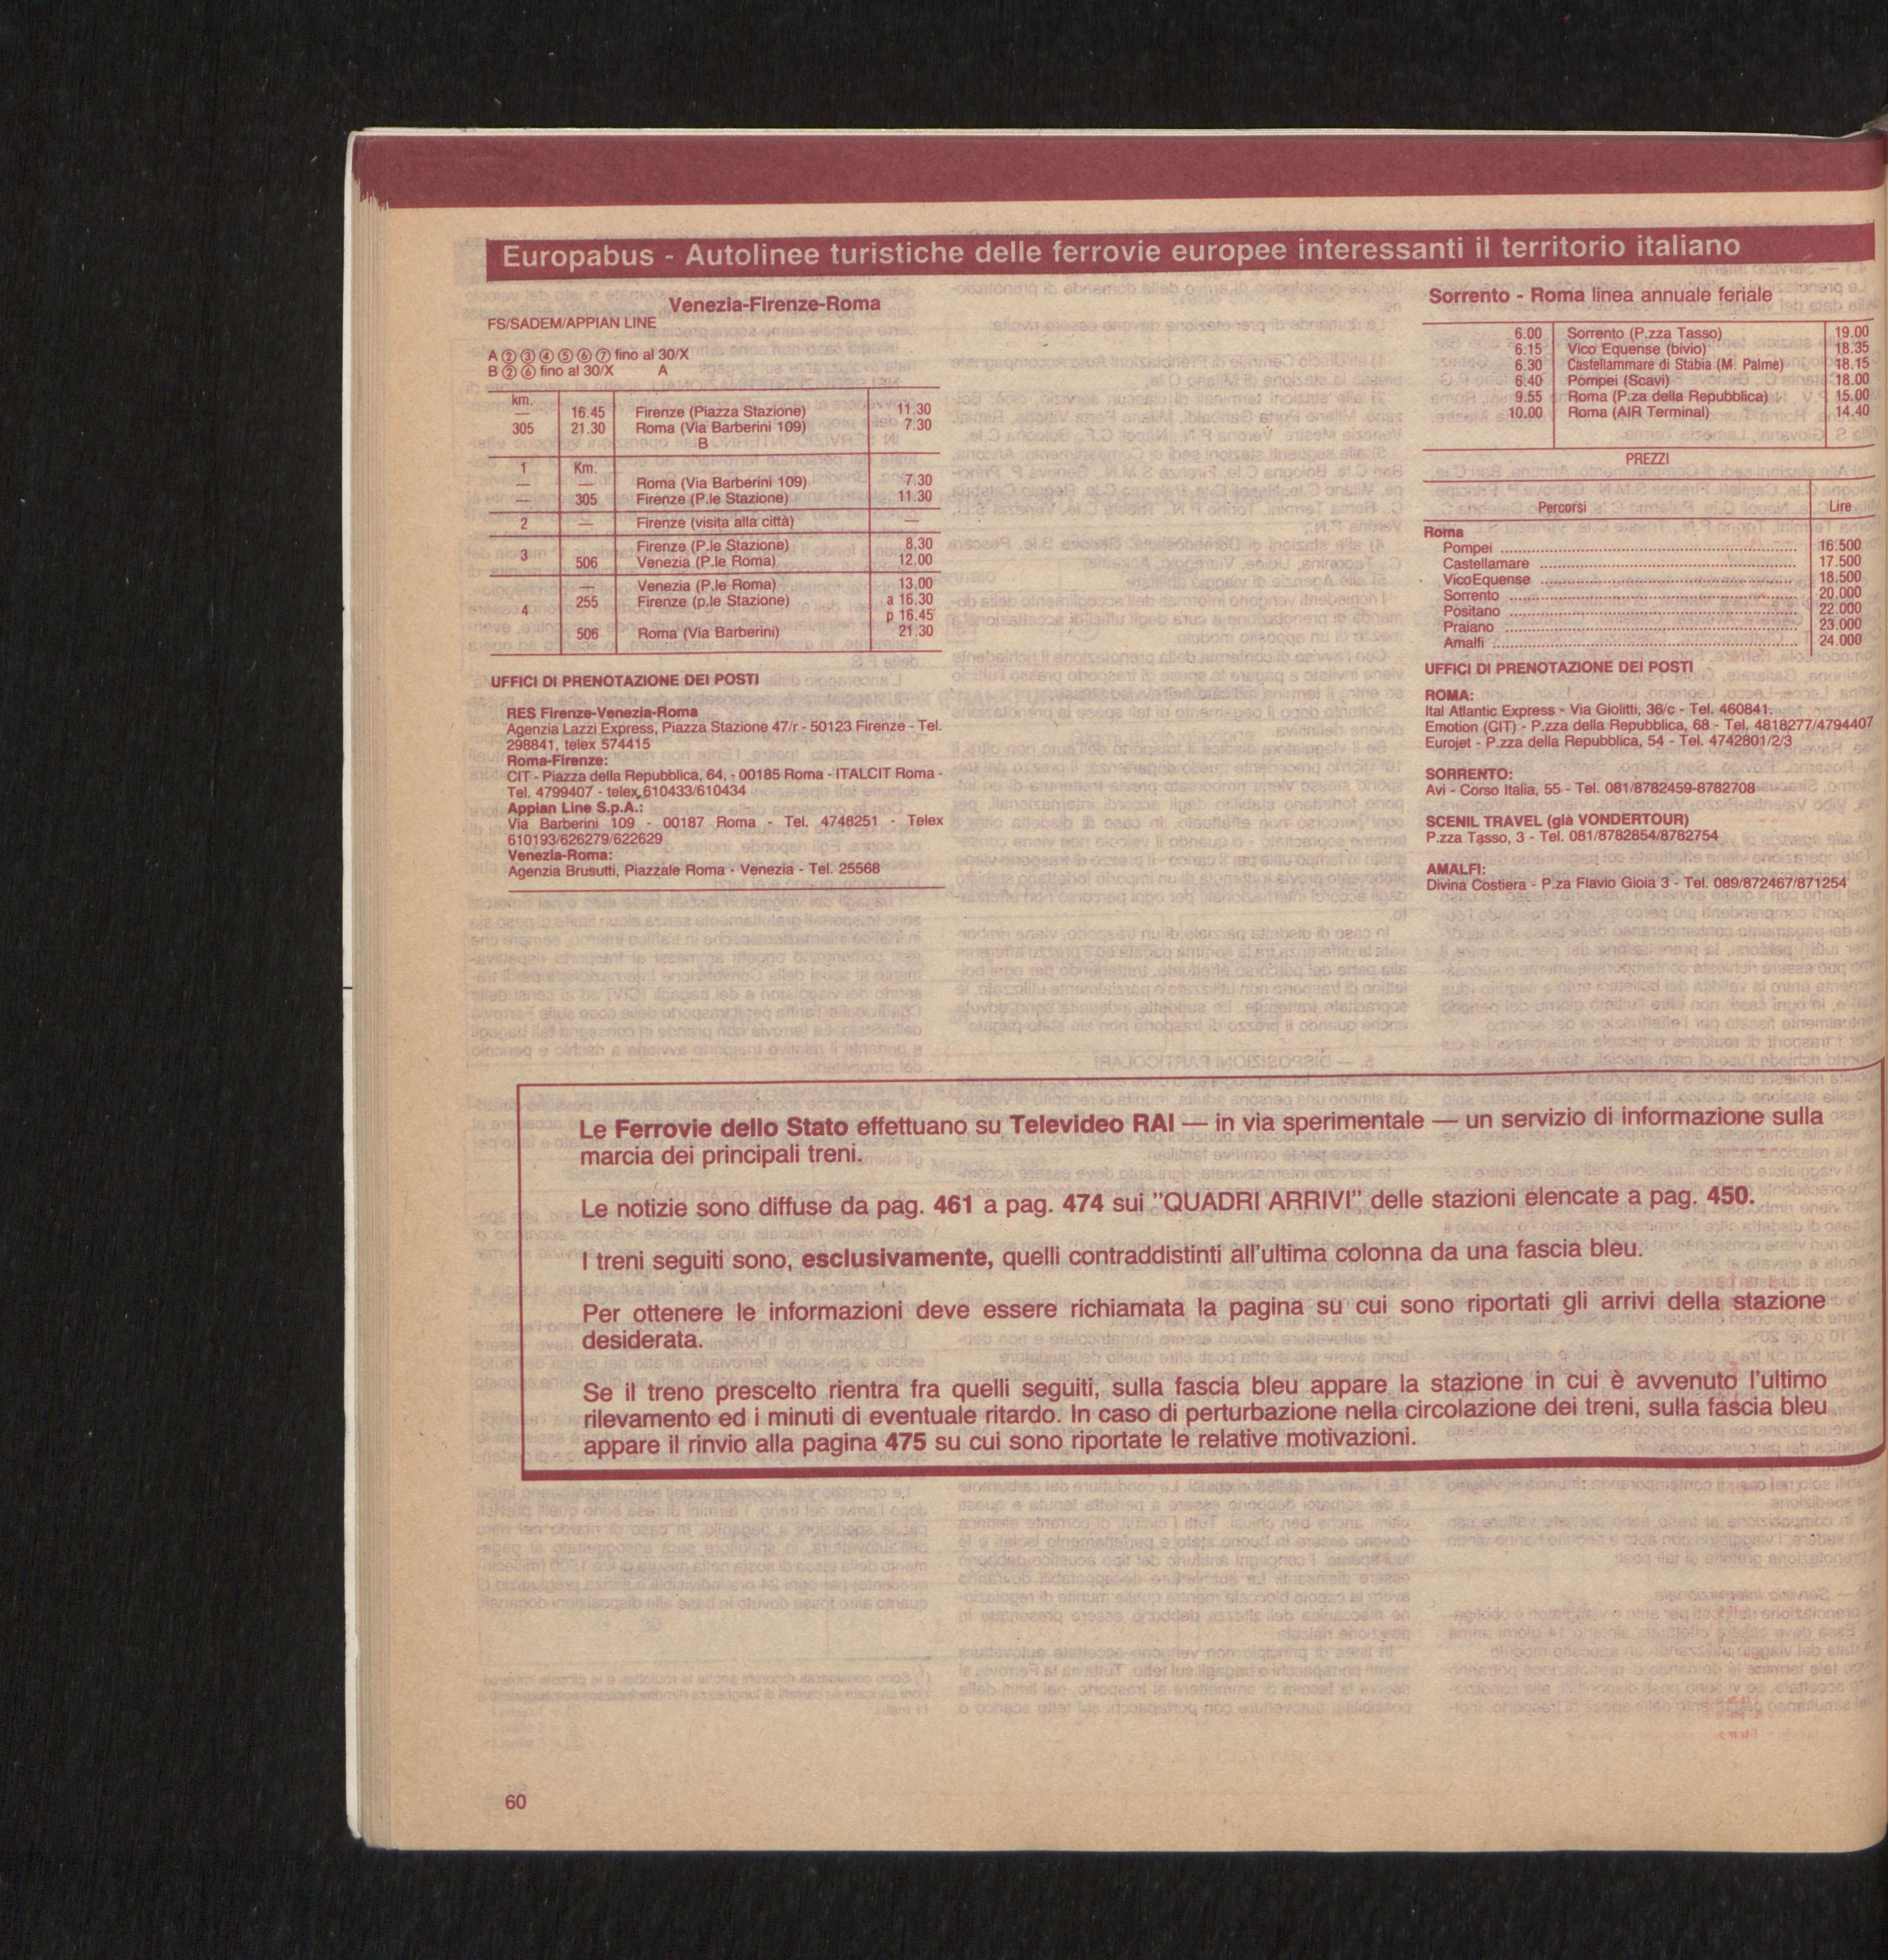 Europabus - Autolinee turistiche delle ferrovie europee interessanti il territorio italiano
Venezia-Firenze-Roma
FS/SADEM/APPIAN LINE
A ② ③ ④ ⑤ ⑥ ⑦ fino al 30/X
B ② ⑥ fino al 30/X A
km.
— 16.45 Firenze (Piazza Stazione) 11.30
305 21.30 Roma (Via Barberini 109) 7.30
B
1 Km.
— — Roma (Via Barberini 109) 7.30
— 305 Firenze (P.le Stazione) 11.30
2 — Firenze (visita alla città) —
3 Firenze (P.le Stazione) 8.30
506 Venezia (P.le Roma) 12.00
— Venezia (P.le Roma) 13.00
4 255 Firenze (p.le Stazione) a 16.30
p 16.45
506 Roma (Via Barberini) 21.30
UFFICI DI PRENOTAZIONE DEI POSTI
RES Firenze-Venezia-Roma
Agenzia Lazzi Express, Piazza Stazione 47/r - 50123 Firenze - Tel.
298841, telex 574415
Roma-Firenze:
CIT - Piazza della Repubblica, 64, - 00185 Roma - ITALCIT Roma -
Tel. 4799407 - telex 610433/610434
Appian Line S.p.A.:
Via Barberini 109 - 00187 Roma - Tel. 4746251 - Telex
610193/626279/622629
Venezia-Roma:
Agenzia Brusutti, Piazzale Roma - Venezia - Tel. 25568
Sorrento - Roma linea annuale feriale
6.00 Sorrento (P.zza Tasso) 19.00
6.15 Vico Equense (bivio) 18.35
6.30 Castellammare di Stabia (M. Palme) 18.15
6.40 Pompei (Scavi) 18.00
9.55 Roma (P.za della Repubblica) 15.00
10.00 Roma (AIR Terminal) 14.40
PREZZI
Percorsi Lire
Roma
Pompei 16.500
Castellamare 17.500
VicoEquense 18.500
Sorrento 20.000
Positano 22.000
Praiano 23.000
Amalfi 24.000
UFFICI DI PRENOTAZIONE DEI POSTI
ROMA:
Ital Atlantic Express - Via Giolitti, 36/c - Tel. 460841.
Emotion (CIT) - P.zza della Repubblica, 68 - Tel. 4818277/4794407
Eurojet - P.zza della Repubblica, 54 - Tel. 4742801/2/3
SORRENTO:
Avi - Corso Italia, 55 - Tel. 081/8782459-8782708
SCENIL TRAVEL (già VONDERTOUR)
P.zza Tasso, 3 - Tel. 081/8782854/8782754
AMALFI:
Divina Costiera - P.za Flavio Gioia 3 - Tel. 089/872467/871254
Le Ferrovie dello Stato effettuano su Televideo RAI — in via sperimentale — un servizio di informazione sulla
marcia dei principali treni.
Le notizie sono diffuse da pag. 461 a pag. 474 sui "QUADRI ARRIVI" delle stazioni elencate a pag. 450.
I treni seguiti sono, esclusivamente, quelli contraddistinti all'ultima colonna da una fascia bleu.
Per ottenere le informazioni deve essere richiamata la pagina su cui sono riportati gli arrivi della stazione
desiderata.
Se il treno prescelto rientra fra quelli seguiti, sulla fascia bleu appare la stazione in cui è avvenuto l'ultimo
rilevamento ed i minuti di eventuale ritardo. In caso di perturbazione nella circolazione dei treni, sulla fascia bleu
appare il rinvio alla pagina 475 su cui sono riportate le relative motivazioni.
60